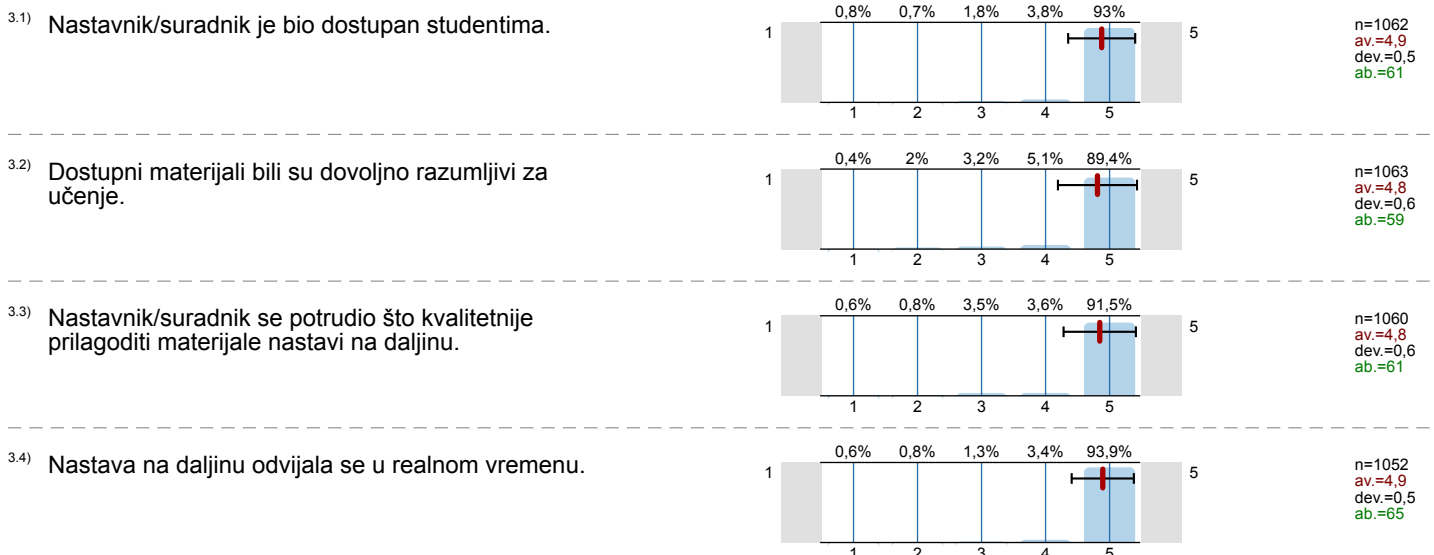 3.1) Nastavnik/suradnik je bio dostupan studentima.
0,8% 0,7% 1,8% 3,8% 93%
1 5
n=1062
av.=4,9
dev.=0,5
ab.=61
1 2 3 4 5
3.2) Dostupni materijali bili su dovoljno razumljivi za
učenje.
0,4% 2% 3,2% 5,1% 89,4%
1 5
n=1063
av.=4,8
dev.=0,6
ab.=59
1 2 3 4 5
3.3) Nastavnik/suradnik se potrudio što kvalitetnije
prilagoditi materijale nastavi na daljinu.
0,6% 0,8% 3,5% 3,6% 91,5%
1 5
n=1060
av.=4,8
dev.=0,6
ab.=61
1 2 3 4 5
3.4) Nastava na daljinu odvijala se u realnom vremenu.
0,6% 0,8% 1,3% 3,4% 93,9%
1 5
n=1052
av.=4,9
dev.=0,5
ab.=65
1 2 3 4 5